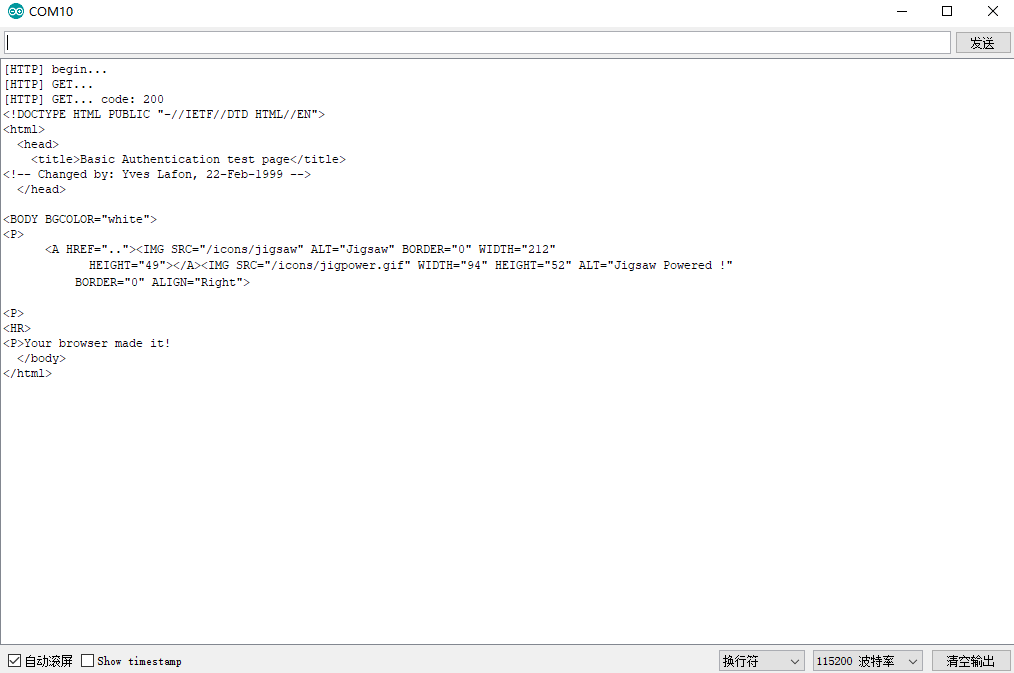 COM10
发送
[HTTP] begin...
[HTTP] GET...
[HTTP] GET... code: 200
<!DOCTYPE HTML PUBLIC "-//IETF//DTD HTML//EN">
<html>
  <head>
    <title>Basic Authentication test page</title>
<!-- Changed by: Yves Lafon, 22-Feb-1999 -->
  </head>

<BODY BGCOLOR="white">
<P>
      <A HREF=".."><IMG SRC="/icons/jigsaw" ALT="Jigsaw" BORDER="0" WIDTH="212"
            HEIGHT="49"></A><IMG SRC="/icons/jigpower.gif" WIDTH="94" HEIGHT="52" ALT="Jigsaw Powered !"
          BORDER="0" ALIGN="Right">

<P>
<HR>
<P>Your browser made it!
  </body>
</html>
自动滚屏 Show timestamp 换行符 115200 波特率 清空输出